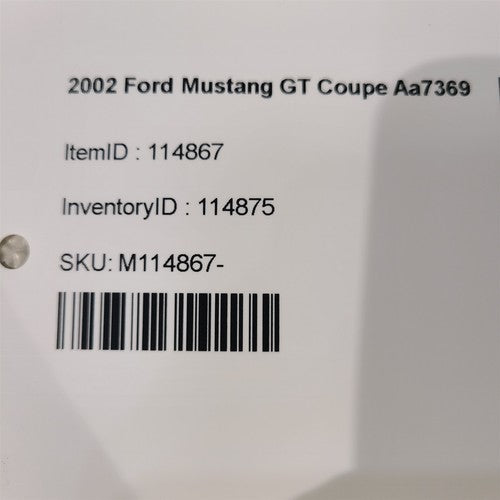 2002 Ford Mustang GT Coupe Aa7369
ItemID : 114867
InventoryID : 114875
SKU: M114867-